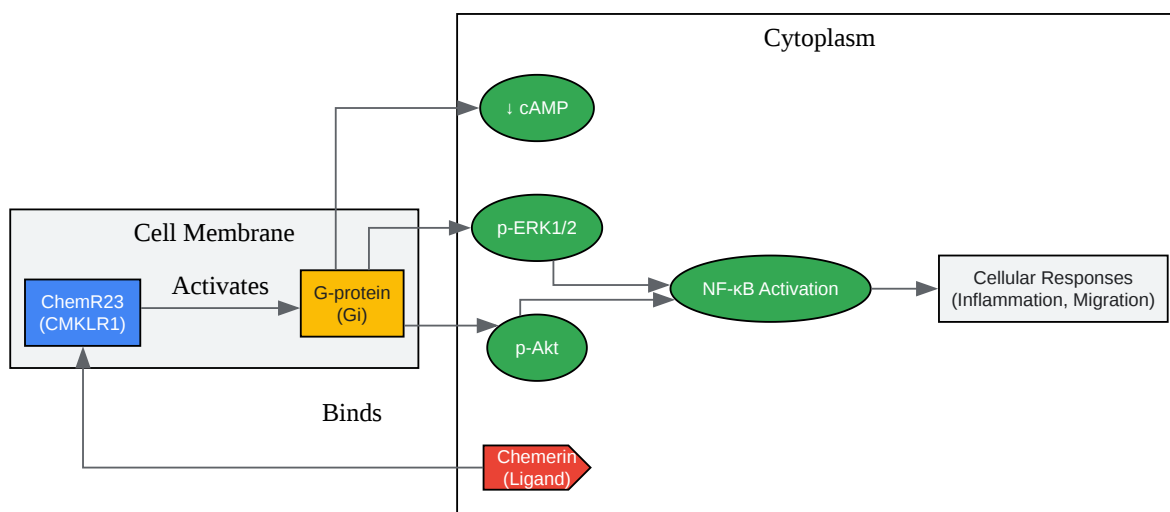 Cytoplasm
↓ cAMP
Cell Membrane
p-ERK1/2
ChemR23
(CMKLR1)
Activates
G-protein
(Gi)
NF-κB Activation
Cellular Responses
(Inflammation, Migration)
p-Akt
Binds
Chemerin
(Ligand)